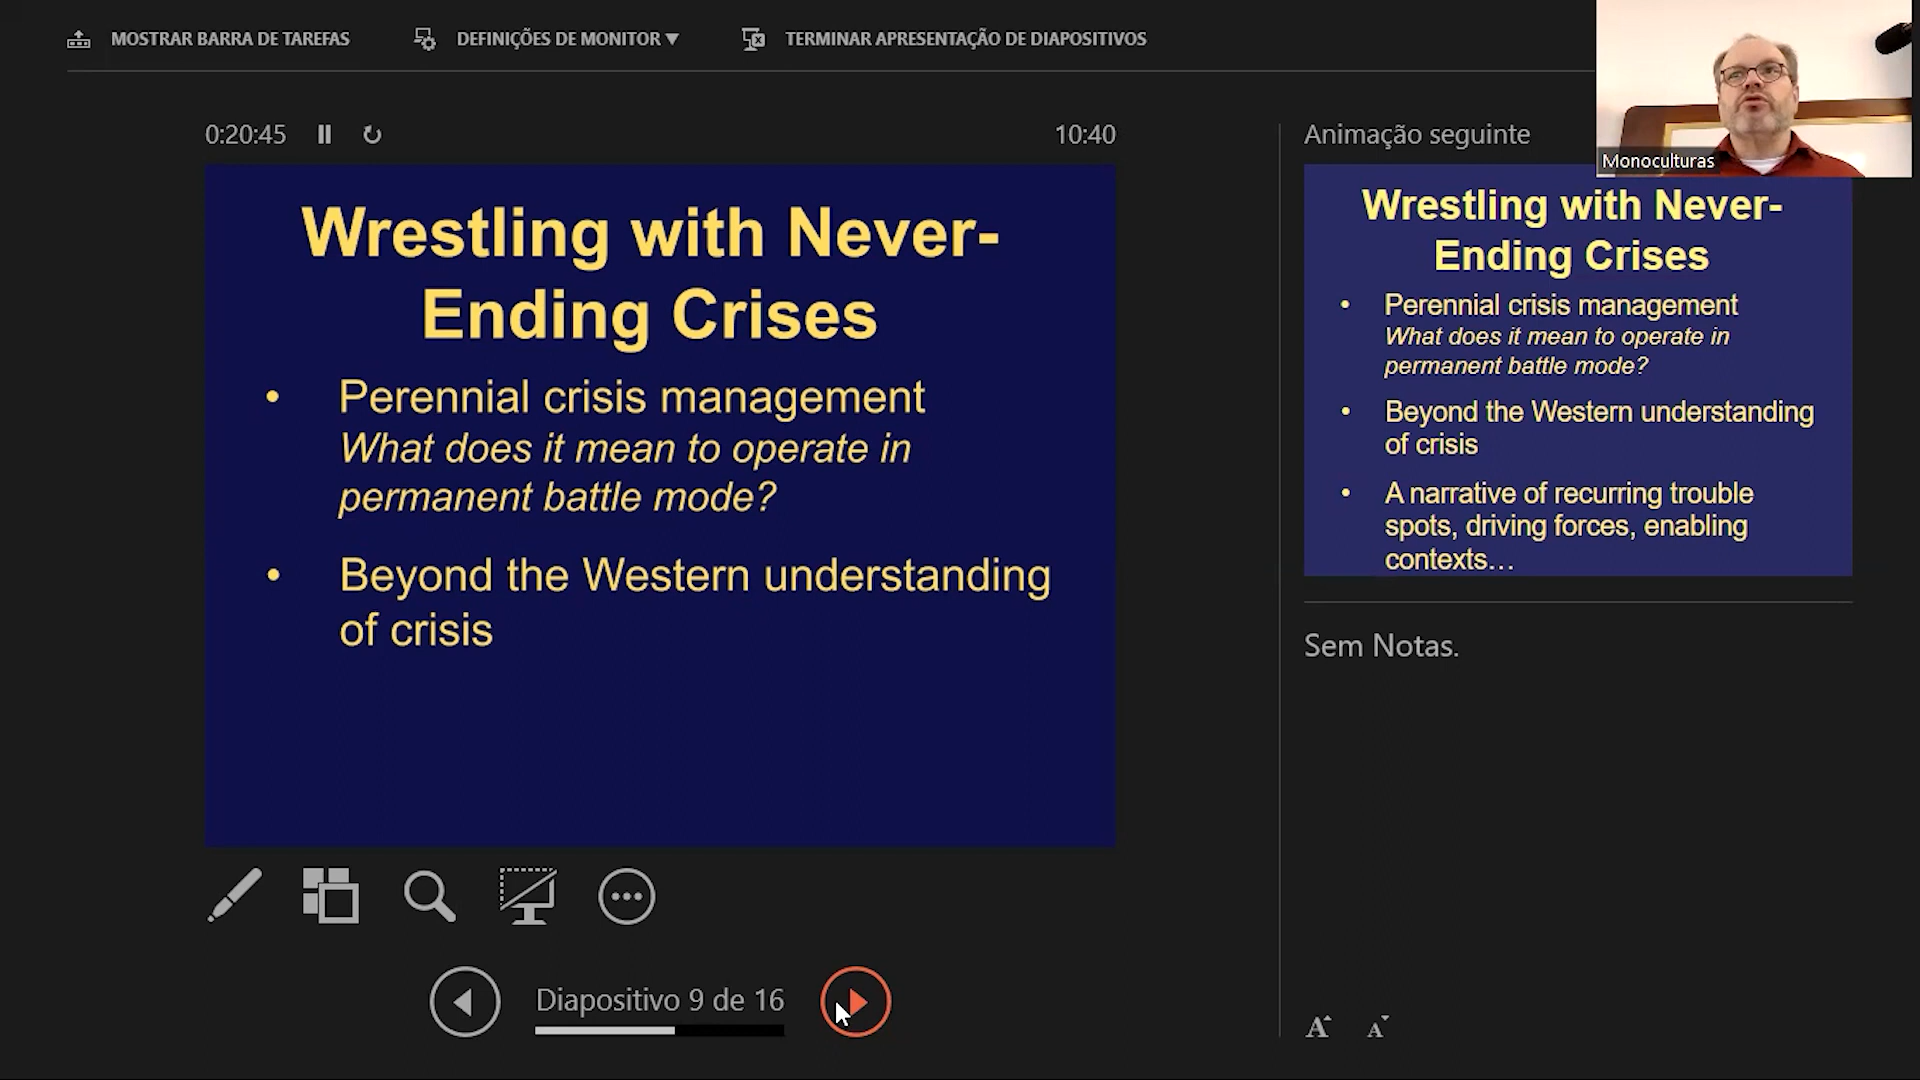 MOSTRAR BARRA DE TAREFAS
DEFINIÇÕES DE MONITOR
TERMINAR APRESENTAÇÃO DE DIAPOSITIVOS
Monoculturas
0:20:45
10:40
Wrestling with Never-
Ending Crises
• Perennial crisis management
What does it mean to operate in
permanent battle mode?
• Beyond the Western understanding
of crisis
Diapositivo 9 de 16
Animação seguinte
Wrestling with Never-
Ending Crises
• Perennial crisis management
What does it mean to operate in
permanent battle mode?
• Beyond the Western understanding
of crisis
• A narrative of recurring trouble
spots, driving forces, enabling
contexts…
Sem Notas.
A A